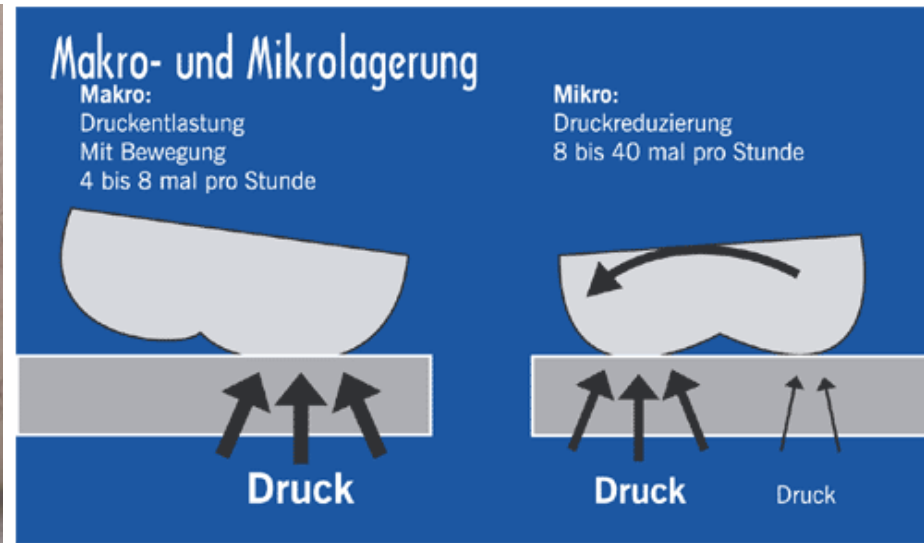 Makro- und Mikrolagerung
Makro:
Druckentlastung
Mit Bewegung
4 bis 8 mal pro Stunde
Mikro:
Druckreduzierung
8 bis 40 mal pro Stunde
Druck
Druck
Druck